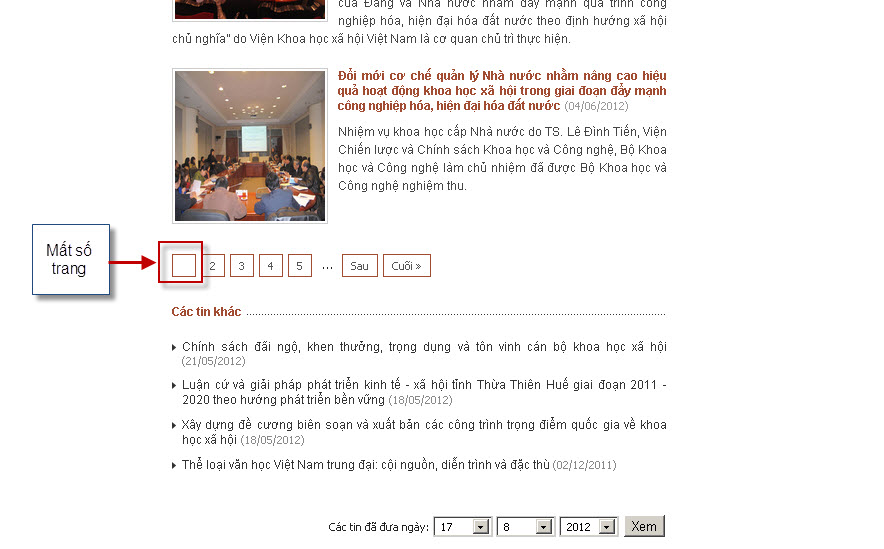 của Đảng và Nhà nước nhằm đẩy mạnh quá trình công
nghiệp hóa, hiện đại hóa đất nước theo định hướng xã hội
chủ nghĩa" do Viện Khoa học xã hội Việt Nam là cơ quan chủ trì thực hiện.
Đổi mới cơ chế quản lý Nhà nước nhằm nâng cao hiệu
quả hoạt động khoa học xã hội trong giai đoạn đẩy mạnh
công nghiệp hóa, hiện đại hóa đất nước (04/06/2012)
Nhiệm vụ khoa học cấp Nhà nước do TS. Lê Đình Tiến, Viện
Chiến lược và Chính sách Khoa học và Công nghệ, Bộ Khoa
học và Công nghệ làm chủ nhiệm đã được Bộ Khoa học và
Công nghệ nghiệm thu.
Mất số
trang
2 3 4 5 ... Sau Cuối »
Các tin khác
Chính sách đãi ngộ, khen thưởng, trọng dụng và tôn vinh cán bộ khoa học xã hội
(21/05/2012)
Luận cứ và giải pháp phát triển kinh tế - xã hội tỉnh Thừa Thiên Huế giai đoạn 2011 -
2020 theo hướng phát triển bền vững (18/05/2012)
Xây dựng đề cương biên soạn và xuất bản các công trình trọng điểm quốc gia về khoa
học xã hội (18/05/2012)
Thể loại văn học Việt Nam trung đại: cội nguồn, diễn trình và đặc thù (02/12/2011)
Các tin đã đưa ngày: 17 8 2012 Xem